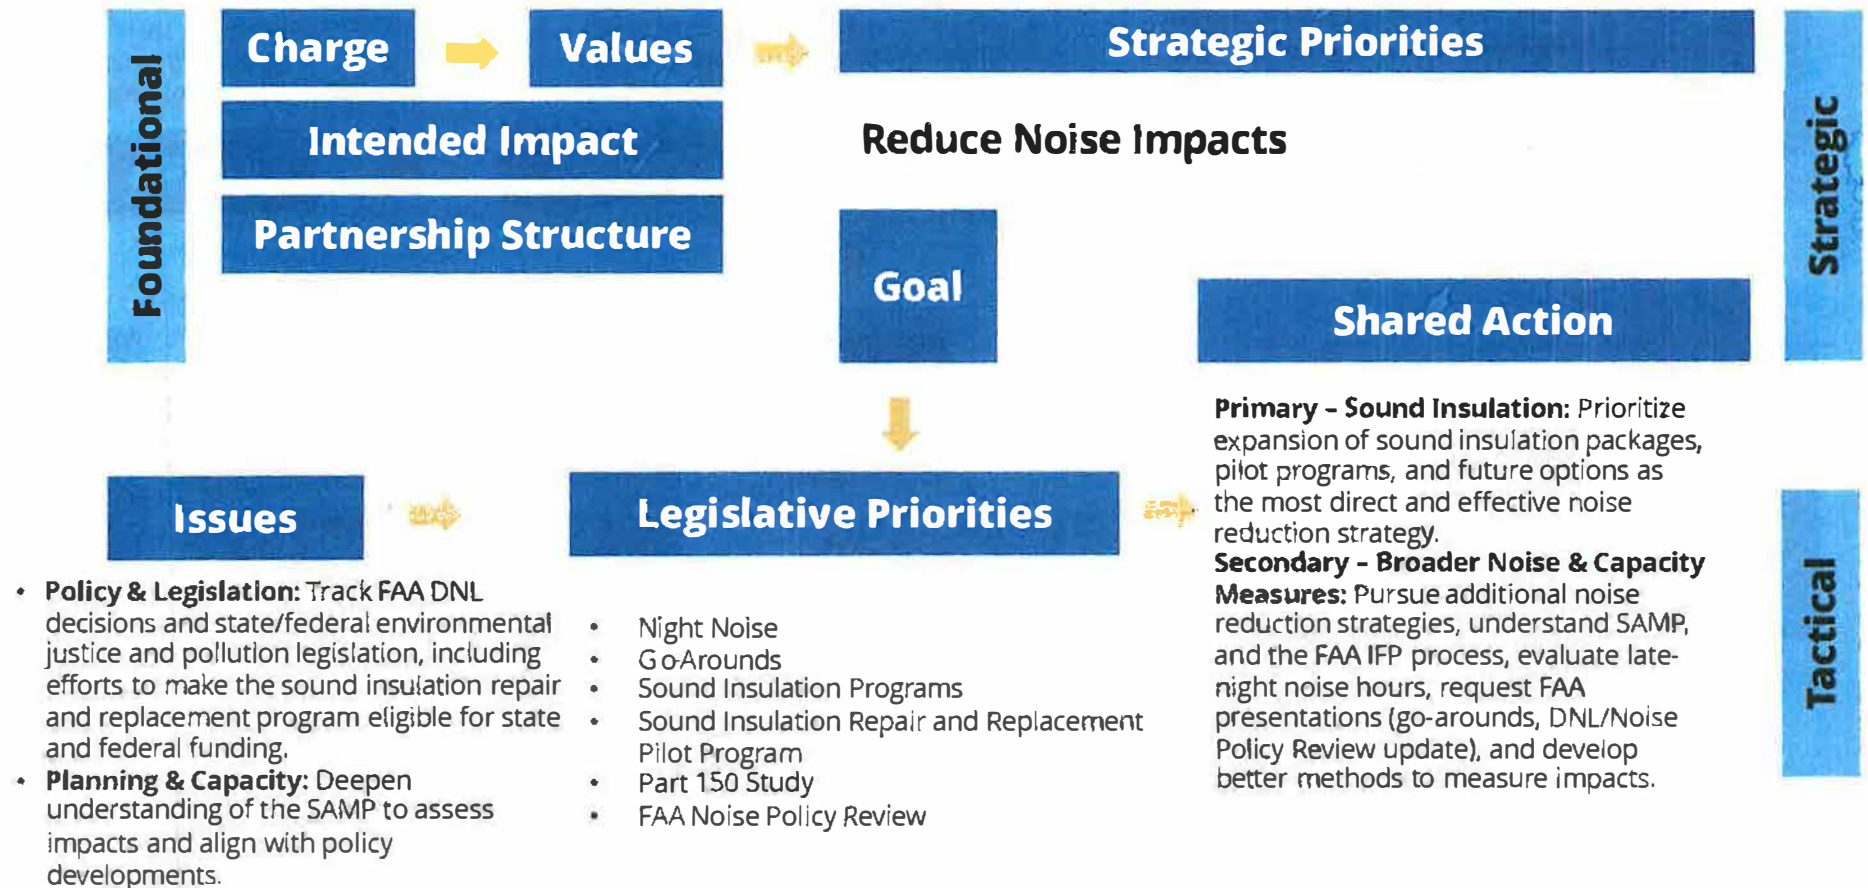 Foundational
Charge
Values
Strategic Priorities
Strategic
Intended Impact
Reduce Noise Impacts
Partnership Structure
Goal
Shared Action
Issues
• Policy & Legislation: Track FAA DNL
decisions and state/federal environmental
justice and pollution legislation, including
efforts to make the sound insulation repair
and replacement program eligible for state
and federal funding.
• Planning & Capacity: Deepen
understanding of the SAMP to assess
impacts and align with policy
developments.
Legislative Priorities
• Night Noise
• Go-Arounds
• Sound Insulation Programs
• Sound Insulation Repair and Replacement
Pilot Program
• Part 150 Study
• FAA Noise Policy Review
Primary – Sound Insulation: Prioritize
expansion of sound insulation packages,
pilot programs, and future options as
the most direct and effective noise
reduction strategy.
Secondary – Broader Noise & Capacity
Measures: Pursue additional noise
reduction strategies, understand SAMP,
and the FAA IFP process, evaluate late-
night noise hours, request FAA
presentations (go-arounds, DNL/Noise
Policy Review update), and develop
better methods to measure impacts.
Tactical